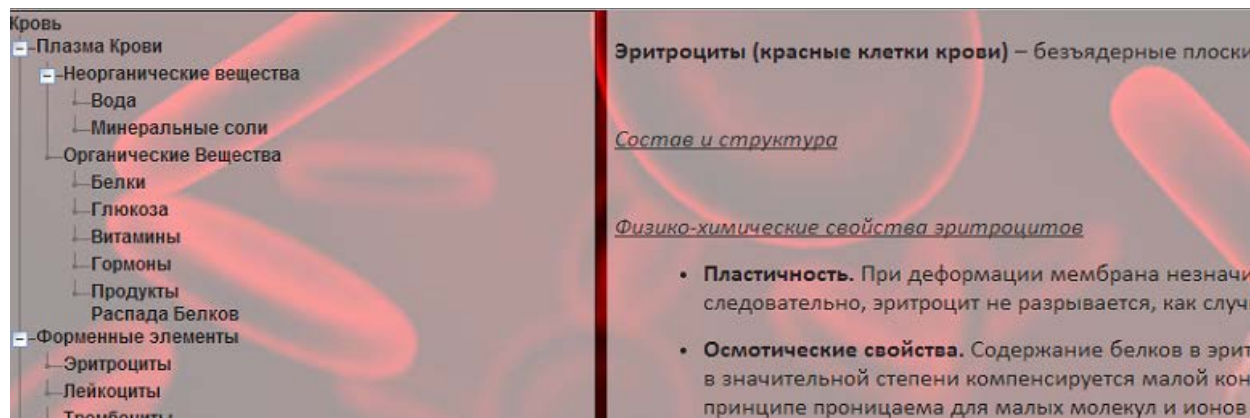 Кровь
Плазма Крови
Неорганические вещества
Вода
Минеральные соли
Органические Вещества
Белки
Глюкоза
Витамины
Гормоны
Продукты
Распада Белков
Форменные элементы
Эритроциты
Лейкоциты
Тромбоциты
Эритроциты (красные клетки крови) – безъядерные плоски
Состав и структура
Физико-химические свойства эритроцитов
• Пластичность. При деформации мембрана незначи
следовательно, эритроцит не разрывается, как случ
• Осмотические свойства. Содержание белков в эрит
в значительной степени компенсируется малой кон
принципе проницаема для малых молекул и ионов